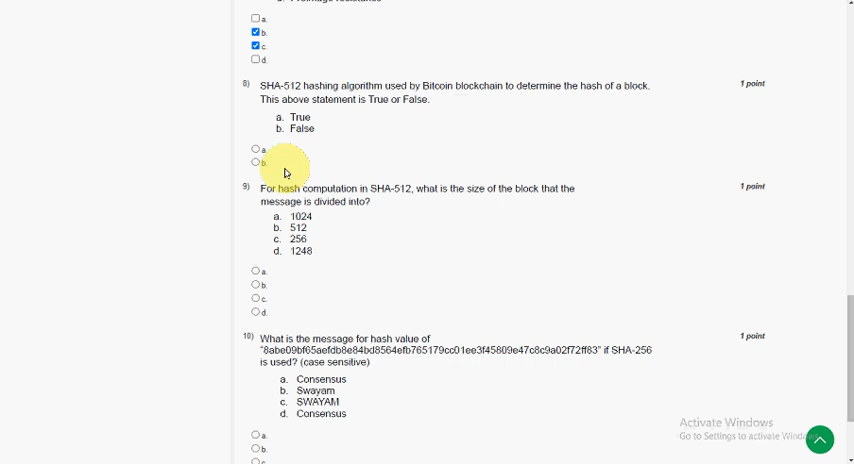 a.
b.
c.
d.
8) SHA-512 hashing algorithm used by Bitcoin blockchain to determine the hash of a block. 1 point
This above statement is True or False.
a. True
b. False
a.
b.
9) For hash computation in SHA-512, what is the size of the block that the 1 point
message is divided into?
a. 1024
b. 512
c. 256
d. 1248
a.
b.
c.
d.
10) What is the message for hash value of 1 point
"8abe09bf65aefdb8e84bd8564efb765179cc01ee3f45809e47c8c9a02f72ff83" if SHA-256
is used? (case sensitive)
a. Consensus
b. Swayam
c. SWAYAM
d. Consensus
Activate Windows
Go to Settings to activate Windows.
a.
b.
c.